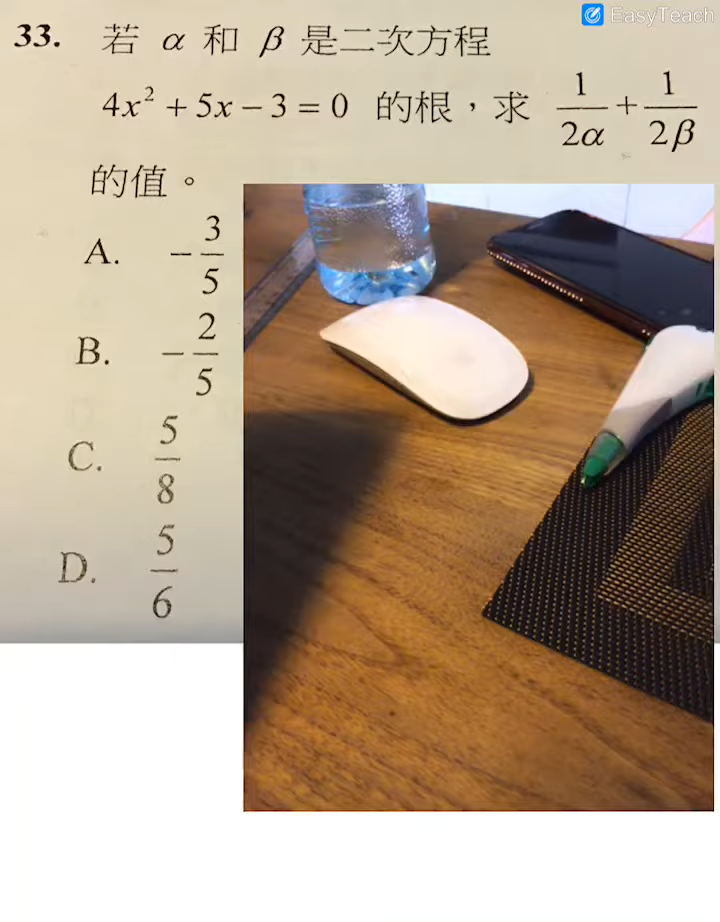 EasyTeach
33. 若 α 和 β 是二次方程
4x² + 5x − 3 = 0 的根,求 1/2α + 1/2β
的值。
A. −3/5
B. −2/5
C. 5/8
D. 5/6